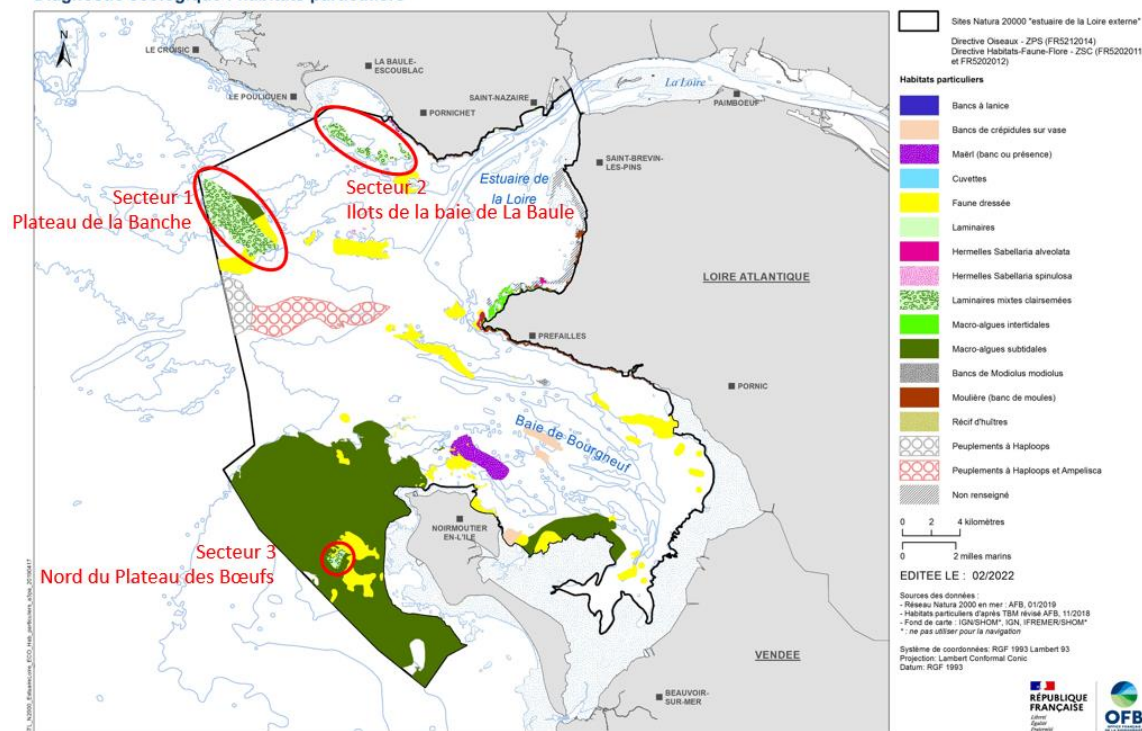 N
LE CROISIC
LA BAULE-
ESCOUBLAC
LE POULIGUEN
PORNICHET
SAINT-NAZAIRE
La Loire
PAIMBOEUF
SAINT-BREVIN-
LES-PINS
Estuaire de
la Loire
Secteur 1
Plateau de la Banche
Secteur 2
Ilots de la baie de La Baule
LOIRE ATLANTIQUE
PREFAILLES
PORNIC
Baie de Bourgneuf
NOIRMOUTIER
EN-L'ILE
Secteur 3
Nord du Plateau des Bœufs
VENDEE
BEAUVOIR-
SUR-MER
Sites Natura 20000 "estuaire de la Loire externe"
Directive Oiseaux - ZPS (FR5212014)
Directive Habitats-Faune-Flore - ZSC (FR5202011
et FR5202012)
Habitats particuliers
Bancs à lanice
Bancs de crépidules sur vase
Maërl (banc ou présence)
Cuvettes
Faune dressée
Laminaires
Hermelles Sabellaria alveolata
Hermelles Sabellaria spinulosa
Laminaires mixtes clairsemées
Macro-algues intertidales
Macro-algues subtidales
Bancs de Modiolus modiolus
Moulière (banc de moules)
Récif d'huîtres
Peuplements à Haploops
Peuplements à Haploops et Ampelisca
Non renseigné
0 2 4 kilomètres
0 2 milles marins
EDITEE LE : 02/2022
Sources des données :
- Réseau Natura 2000 en mer : AFB, 01/2019
- Habitats particuliers d'après TBM révisé AFB, 11/2018
- Fond de carte : IGN/SHOM*, IGN, IFREMER/SHOM*
* : ne pas utiliser pour la navigation
Système de coordonnées: RGF 1993 Lambert 93
Projection: Lambert Conformal Conic
Datum: RGF 1993
RÉPUBLIQUE
FRANÇAISE
Liberté
Égalité
Fraternité
OFB